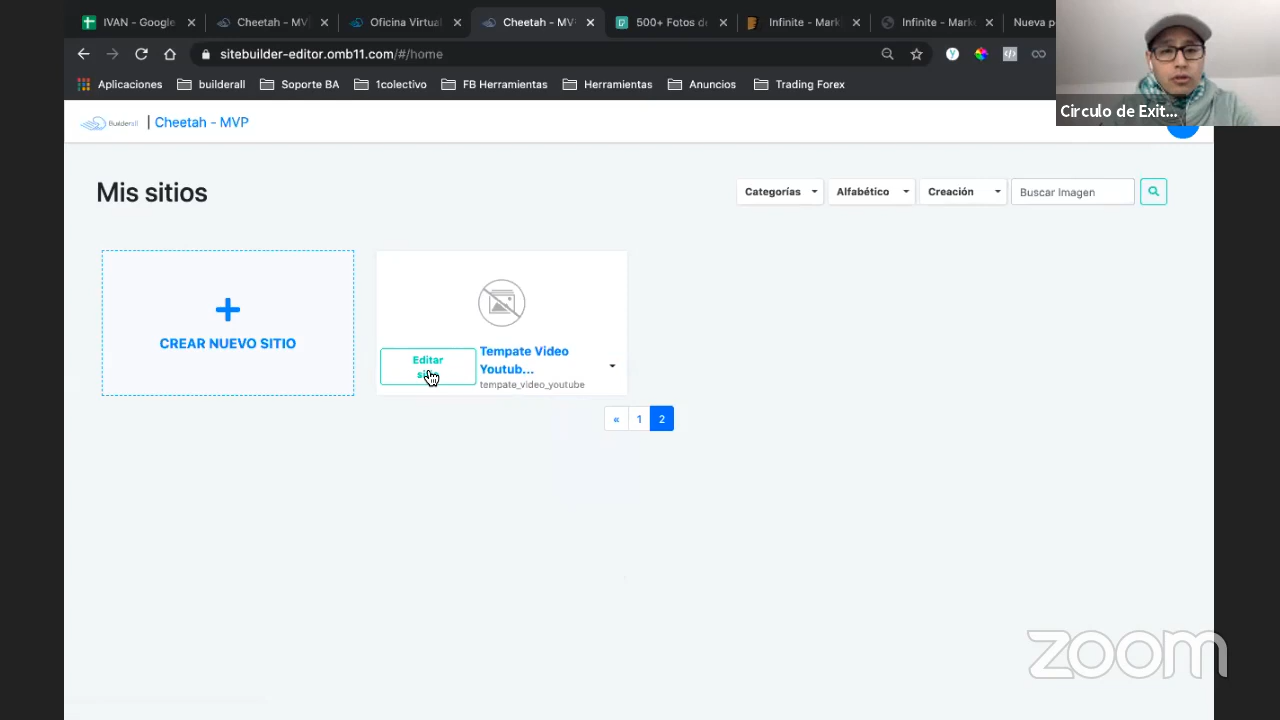 IVAN - Google
Cheetah - MV
Oficina Virtual
Cheetah - MV
500+ Fotos de
Infinite - Mark
Infinite - Mark
Nueva p
sitebuilder-editor.omb11.com/#/home
Aplicaciones
builderall
Soporte BA
1colectivo
FB Herramientas
Herramientas
Anuncios
Trading Forex
Circulo de Exit...
Builderall
| Cheetah - MVP
Mis sitios
Categorías
Alfabético
Creación
Buscar Imagen
CREAR NUEVO SITIO
Editar
Tempate Video
Youtub...
tempate_video_youtube
« 1 2
zoom